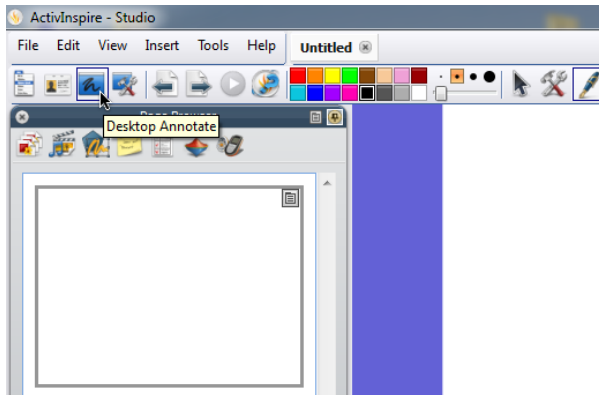 ActivInspire - Studio
File Edit View Insert Tools Help Untitled
Desktop Annotate